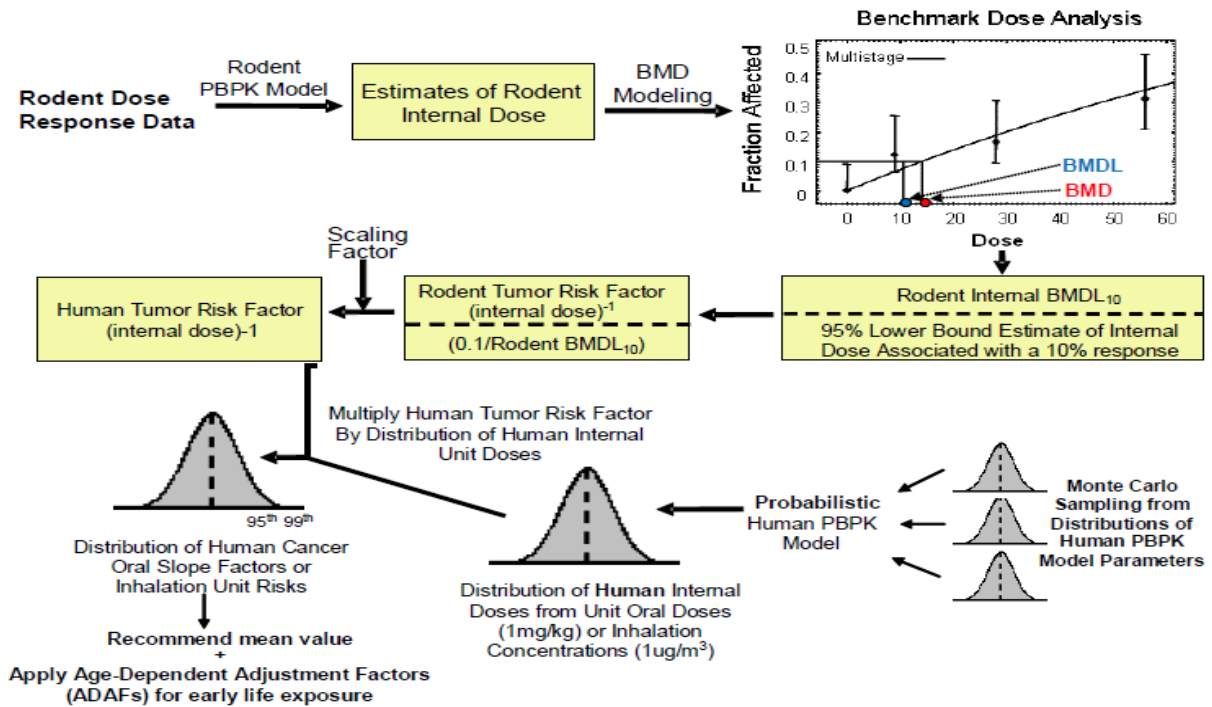 Benchmark Dose Analysis
Rodent Dose
Response Data
Rodent
PBPK Model
Estimates of Rodent
Internal Dose
BMD
Modeling
Fraction Affected
0.5
0.4
0.3
0.2
0.1
0
Multistage
BMDL
BMD
0 10 20 30 40 50 60
Dose
Scaling
Factor
Human Tumor Risk Factor
(internal dose)-1
Rodent Tumor Risk Factor
(internal dose)⁻¹
(0.1/Rodent BMDL₁₀)
Rodent Internal BMDL₁₀
95% Lower Bound Estimate of Internal
Dose Associated with a 10% response
Multiply Human Tumor Risk Factor
By Distribution of Human Internal
Unit Doses
95ᵗʰ 99ᵗʰ
Distribution of Human Cancer
Oral Slope Factors or
Inhalation Unit Risks
Recommend mean value
+
Apply Age-Dependent Adjustment Factors
(ADAFs) for early life exposure
Distribution of Human Internal
Doses from Unit Oral Doses
(1mg/kg) or Inhalation
Concentrations (1ug/m³)
Probabilistic
Human PBPK
Model
Monte Carlo
Sampling from
Distributions of
Human PBPK
Model Parameters